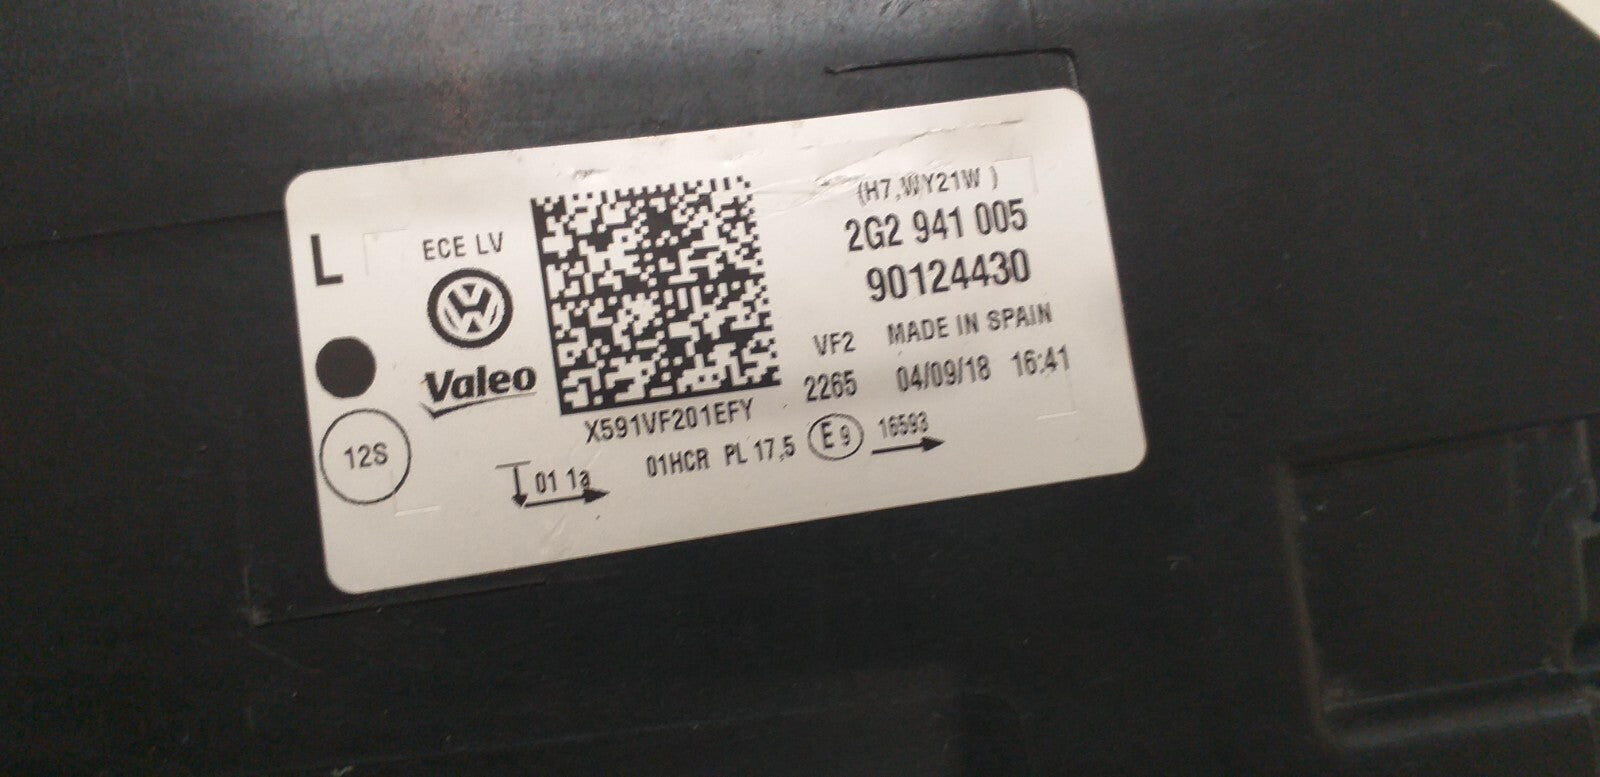 L
ECE LV
Valeo
12S
(H7,WY21W )
2G2 941 005
90124430
VF2 MADE IN SPAIN
2265 04/09/18 16:41
X591VF201EFY
01 1a 01HCR PL 17,5 E9 16593